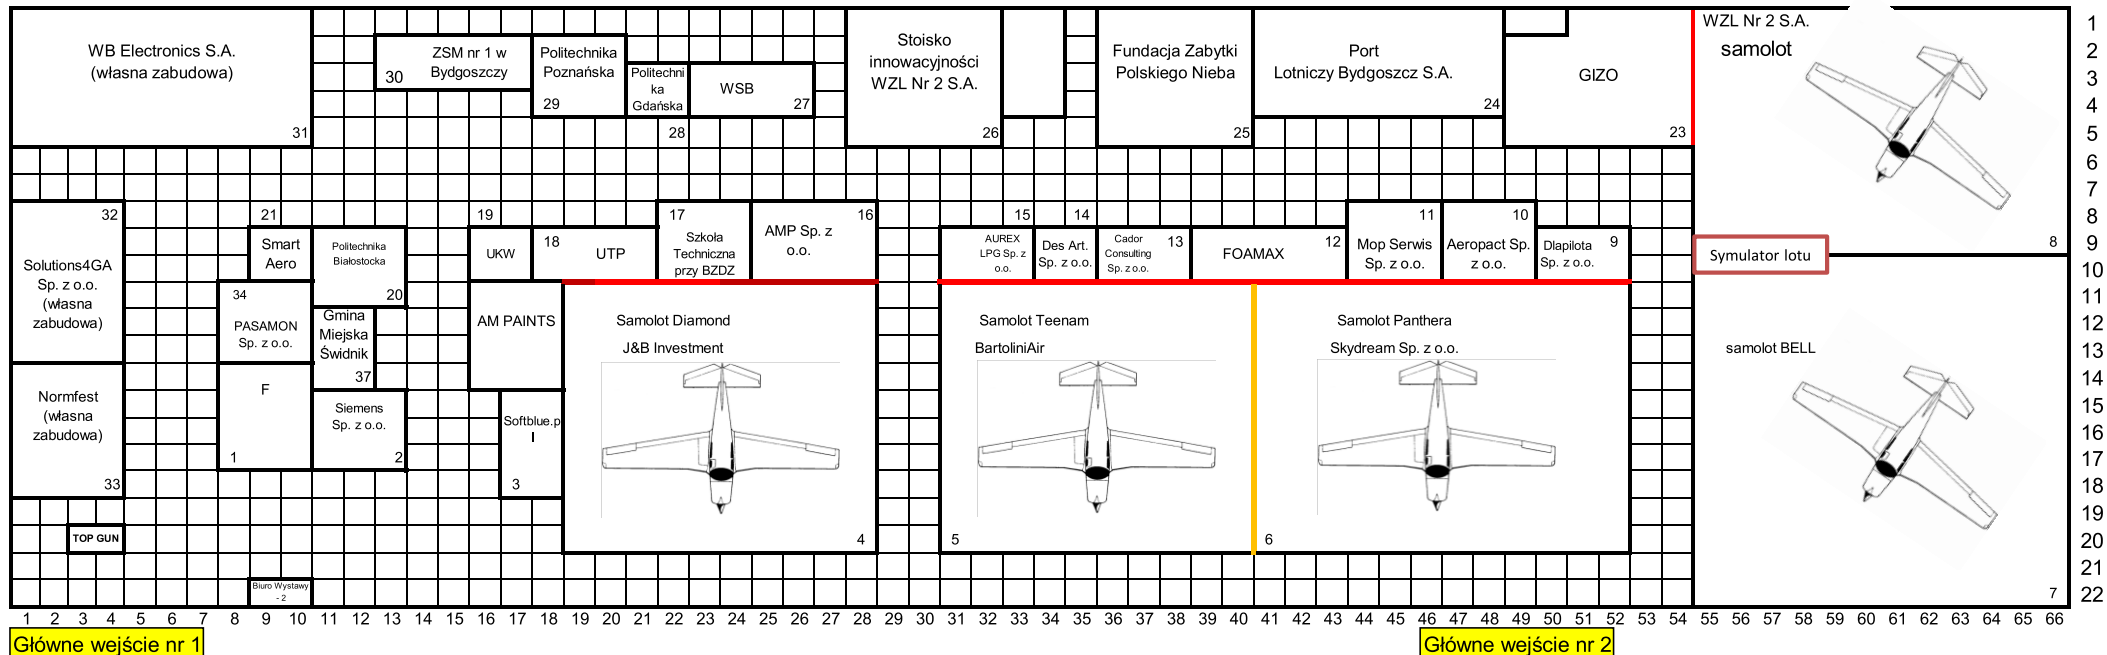 WB Electronics S.A.
(własna zabudowa)
31
30
ZSM nr 1 w
Bydgoszczy
Politechnika
Poznańska
29
Politechni
ka
Gdańska
28
WSB
27
Stoisko
innowacyjności
WZL Nr 2 S.A.
26
Fundacja Zabytki
Polskiego Nieba
25
Port
Lotniczy Bydgoszcz S.A.
24
GIZO
23
WZL Nr 2 S.A.
samolot
8
1
2
3
4
5
6
7
8
9
10
11
12
13
14
15
16
17
18
19
20
21
22
32
Solutions4GA
Sp. z o.o.
(własna
zabudowa)
Normfest
(własna
zabudowa)
33
TOP GUN
21
Smart
Aero
Politechnika
Białostocka
20
34
PASAMON
Sp. z o.o.
Gmina
Miejska
Świdnik
37
F
1
Siemens
Sp. z o.o.
2
Biuro Wystawy
- 2
19
UKW
18
UTP
17
Szkoła
Techniczna
przy BZDZ
16
AMP Sp. z
o.o.
AM PAINTS
Softblue.p
l
3
Samolot Diamond
J&B Investment
4
15
AUREX
LPG Sp. z
o.o.
14
Des Art.
Sp. z o.o.
Cador
Consulting
Sp. z o.o.
13
FOAMAX
12
11
Mop Serwis
Sp. z o.o.
10
Aeropact Sp.
z o.o.
Dlapilota
Sp. z o.o.
9
Samolot Teenam
BartoliniAir
5
Samolot Panthera
Skydream Sp. z o.o.
6
Symulator lotu
samolot BELL
7
1 2 3 4 5 6 7 8 9 10 11 12 13 14 15 16 17 18 19 20 21 22 23 24 25 26 27 28 29 30 31 32 33 34 35 36 37 38 39 40 41 42 43 44 45 46 47 48 49 50 51 52 53 54 55 56 57 58 59 60 61 62 63 64 65 66
Główne wejście nr 1
Główne wejście nr 2